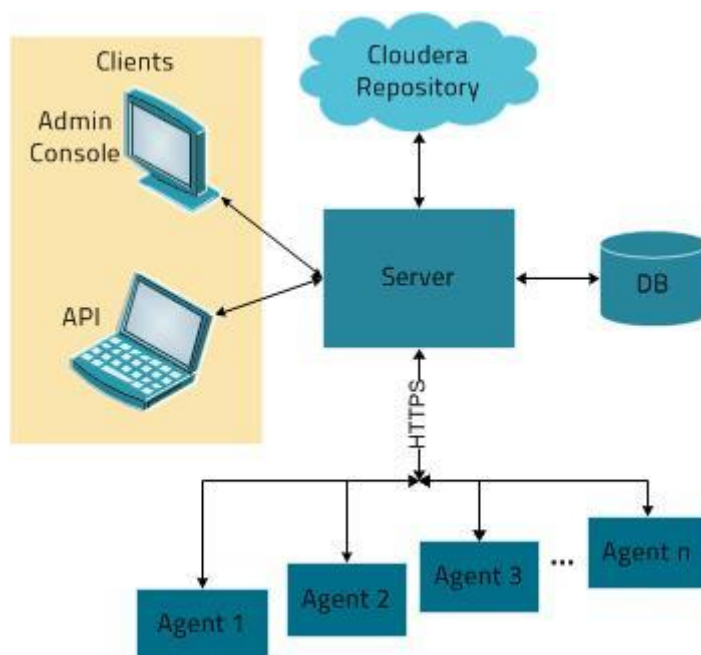 Clients
Admin
Console
API
Cloudera
Repository
Server
DB
HTTPS
Agent 1
Agent 2
Agent 3
...
Agent n